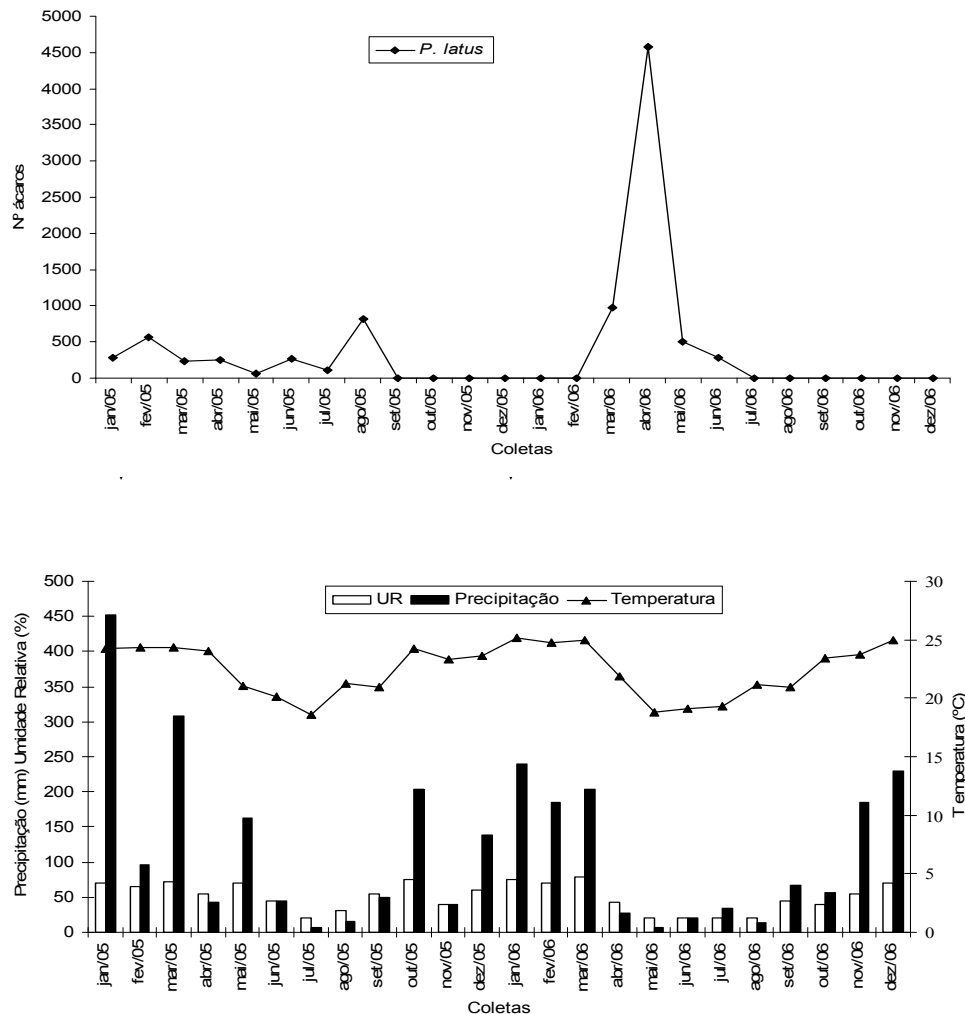 5000
4500
4000
3500
3000
2500
2000
1500
1000
500
0
Nº ácaros
P. latus
jan/05
fev/05
mar/05
abr/05
mai/05
jun/05
jul/05
ago/05
set/05
out/05
nov/05
dez/05
jan/06
fev/06
mar/06
abr/06
mai/06
jun/06
jul/06
ago/06
set/06
out/06
nov/06
dez/06
Coletas
500
450
400
350
300
250
200
150
100
50
0
Precipitação (mm) Umidade Relativa (%)
UR Precipitação Temperatura
30
25
20
15
10
5
0
Temperatura (ºC)
jan/05
fev/05
mar/05
abr/05
mai/05
jun/05
jul/05
ago/05
set/05
out/05
nov/05
dez/05
jan/06
fev/06
mar/06
abr/06
mai/06
jun/06
jul/06
ago/06
set/06
out/06
nov/06
dez/06
Coletas